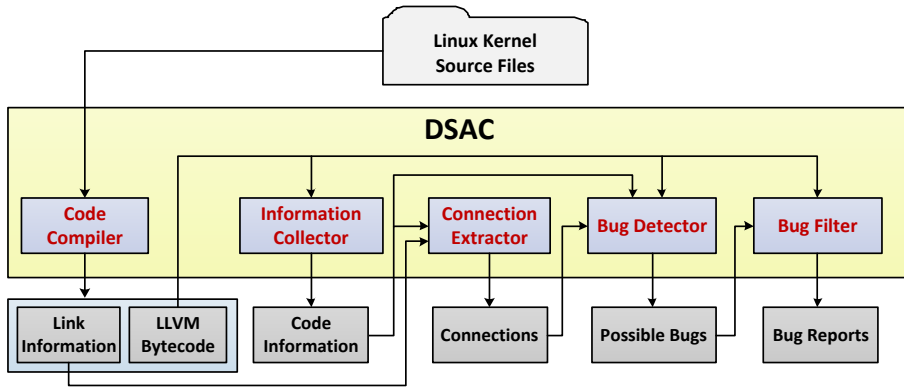 Linux Kernel
Source Files
DSAC
Code
Compiler
Information
Collector
Connection
Extractor
Bug Detector
Bug Filter
Link
Information
LLVM
Bytecode
Code
Information
Connections
Possible Bugs
Bug Reports